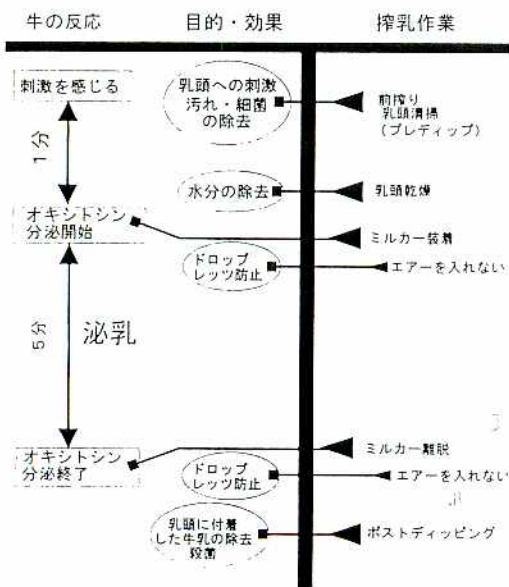 牛の反応 目的・効果 搾乳作業
刺激を感じる
乳頭への刺激
汚れ・細菌
の除去
前搾り
乳頭清掃
(プレディップ)
1分
水分の除去
乳頭乾燥
オキシトシン
分泌開始
ミルカー装着
ドロップ
レッツ防止
エアーを入れない
5分
泌乳
オキシトシン
分泌終了
ミルカー離脱
ドロップ
レッツ防止
エアーを入れない
乳頭に付着
した牛乳の除去
殺菌
ポストディッピング